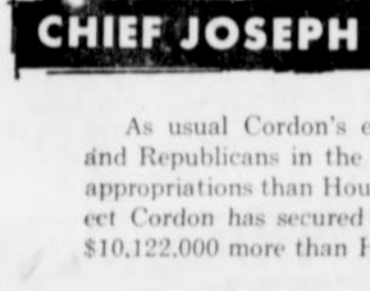 CHIEF JOSEPH
As usual Cordon's
and Republicans in the
appropriations than
ect Cordon has secured
$10,122,000 more than